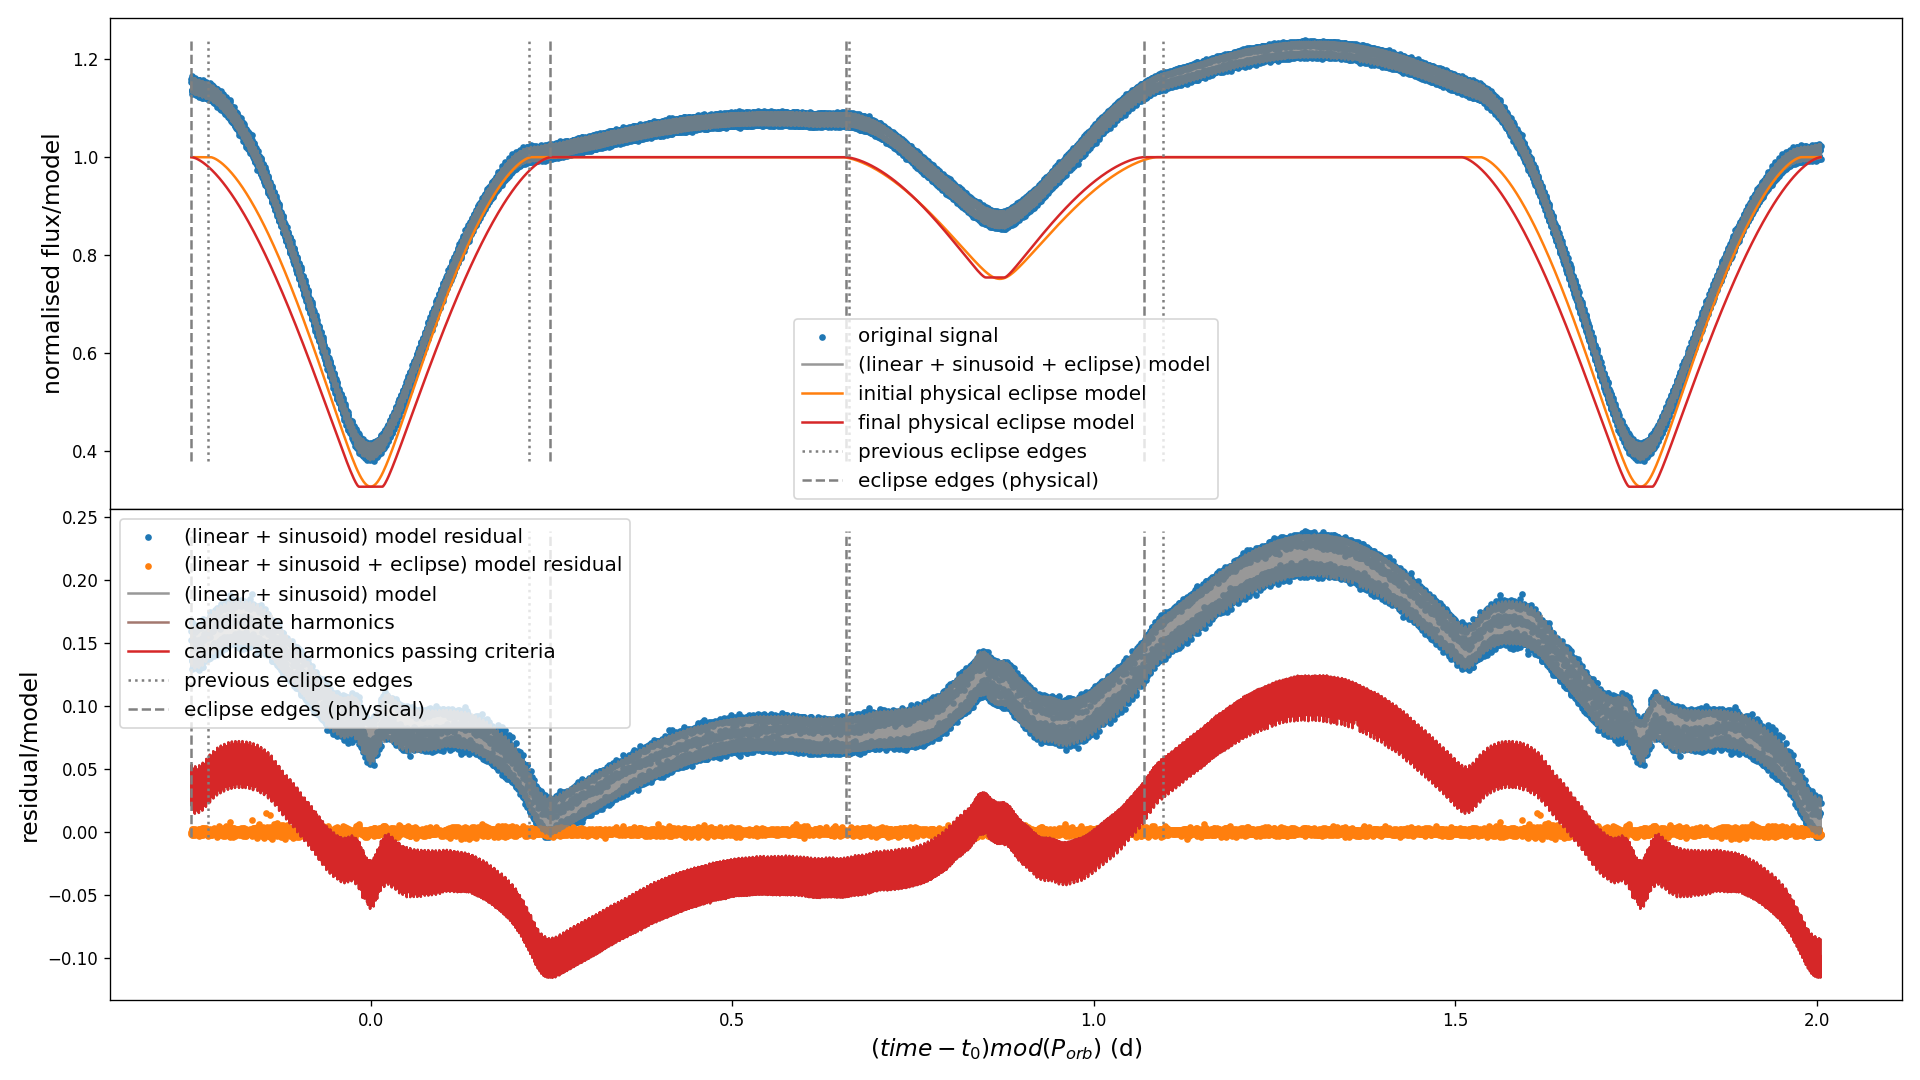 normalised flux/model
1.2
1.0
0.8
0.6
0.4
original signal
(linear + sinusoid + eclipse) model
initial physical eclipse model
final physical eclipse model
previous eclipse edges
eclipse edges (physical)
residual/model
0.25
0.20
0.15
0.10
0.05
0.00
−0.05
−0.10
(linear + sinusoid) model residual
(linear + sinusoid + eclipse) model residual
(linear + sinusoid) model
candidate harmonics
candidate harmonics passing criteria
previous eclipse edges
eclipse edges (physical)
0.0 0.5 1.0 1.5 2.0
(time − t₀)mod(P_orb) (d)